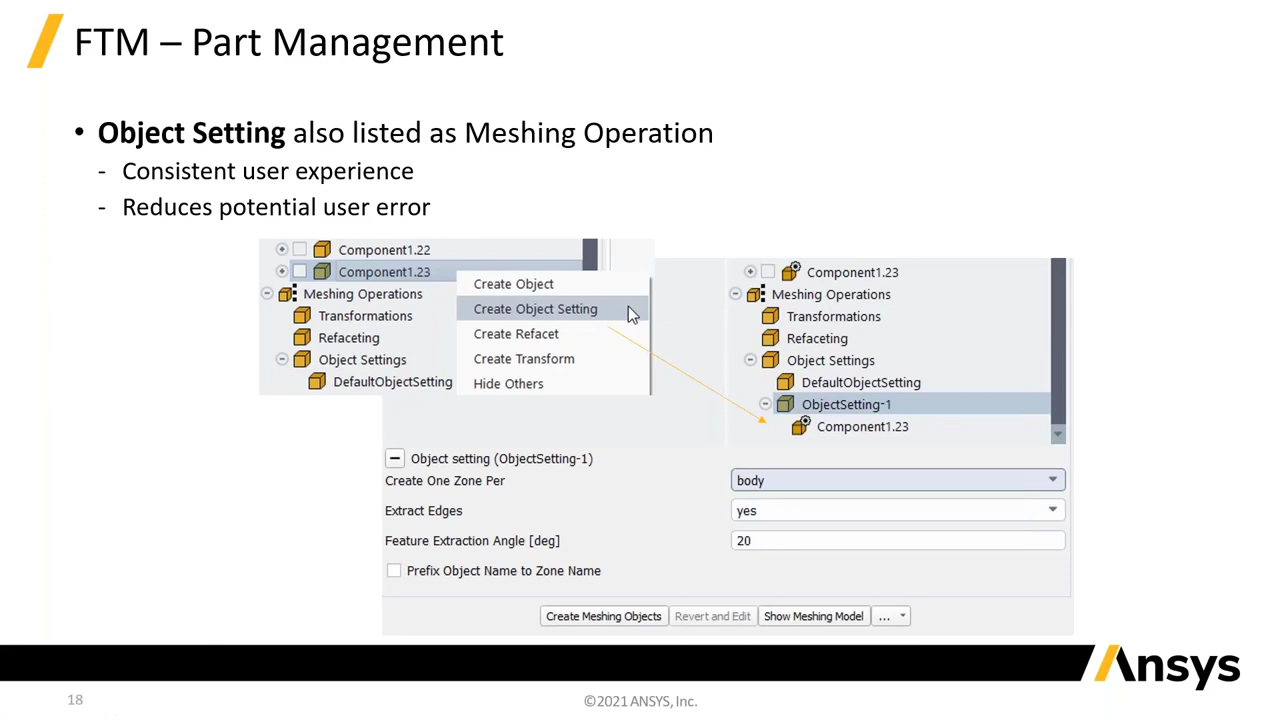 FTM – Part Management
• Object Setting also listed as Meshing Operation
- Consistent user experience
- Reduces potential user error
Component1.22
Component1.23
Meshing Operations
Transformations
Refaceting
Object Settings
DefaultObjectSetting
Create Object
Create Object Setting
Create Refacet
Create Transform
Hide Others
Component1.23
Meshing Operations
Transformations
Refaceting
Object Settings
DefaultObjectSetting
ObjectSetting-1
Component1.23
Object setting (ObjectSetting-1)
Create One Zone Per body
Extract Edges yes
Feature Extraction Angle [deg] 20
Prefix Object Name to Zone Name
Create Meshing Objects Revert and Edit Show Meshing Model ...
Ansys
18 ©2021 ANSYS, Inc.